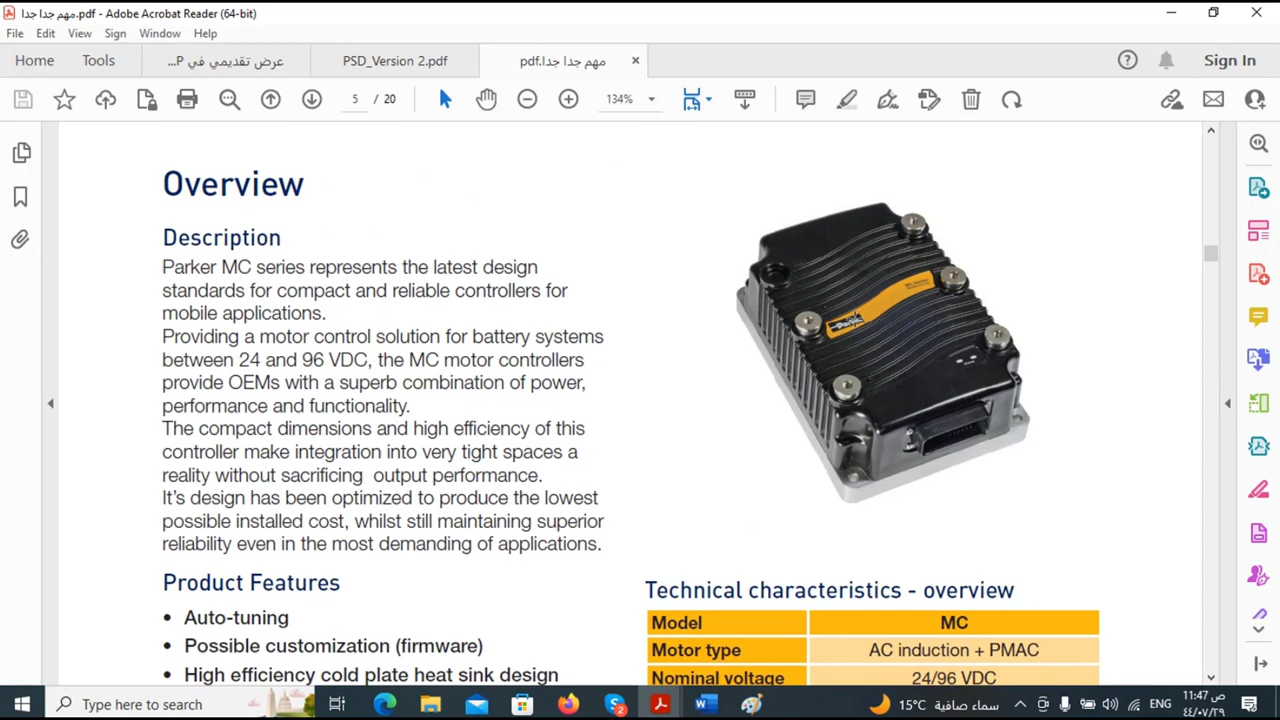 مهم جدا جدا.pdf - Adobe Acrobat Reader (64-bit)
File Edit View Sign Window Help
Home Tools عرض تقديمي في P... PSD_Version 2.pdf مهم جدا جدا.pdf Sign In
5 / 20 134%
Overview
Description
Parker MC series represents the latest design
standards for compact and reliable controllers for
mobile applications.
Providing a motor control solution for battery systems
between 24 and 96 VDC, the MC motor controllers
provide OEMs with a superb combination of power,
performance and functionality.
The compact dimensions and high efficiency of this
controller make integration into very tight spaces a
reality without sacrificing output performance.
It's design has been optimized to produce the lowest
possible installed cost, whilst still maintaining superior
reliability even in the most demanding of applications.
Product Features
• Auto-tuning
• Possible customization (firmware)
• High efficiency cold plate heat sink design
Parker
Technical characteristics - overview
Model MC
Motor type AC induction + PMAC
Nominal voltage 24/96 VDC
Type here to search
2
15°C سماء صافية
ENG
11:47 ص
٤٤/٠٧/٢٩